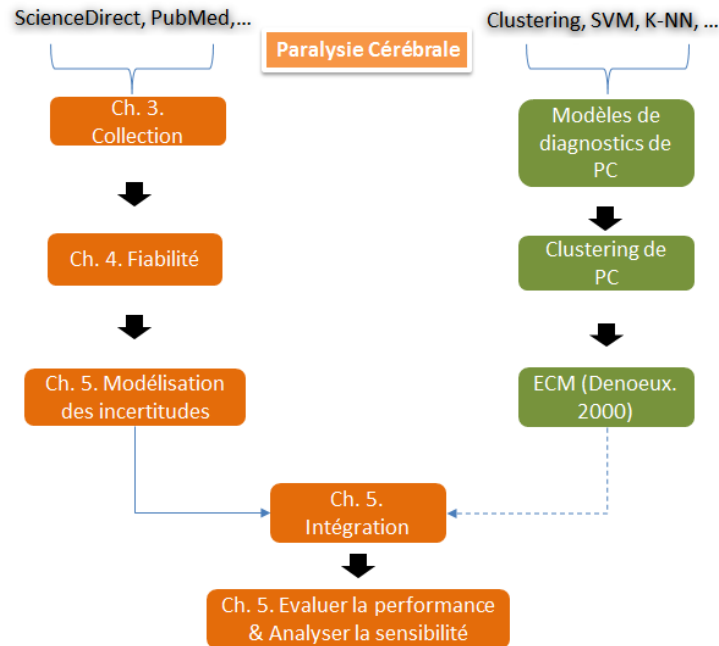 ScienceDirect, PubMed,...
Paralysie Cérébrale
Clustering, SVM, K-NN, ...
Ch. 3.
Collection
Ch. 4. Fiabilité
Ch. 5. Modélisation
des incertitudes
Modèles de
diagnostics de
PC
Clustering de
PC
ECM (Denoeux.
2000)
Ch. 5.
Intégration
Ch. 5. Evaluer la performance
& Analyser la sensibilité